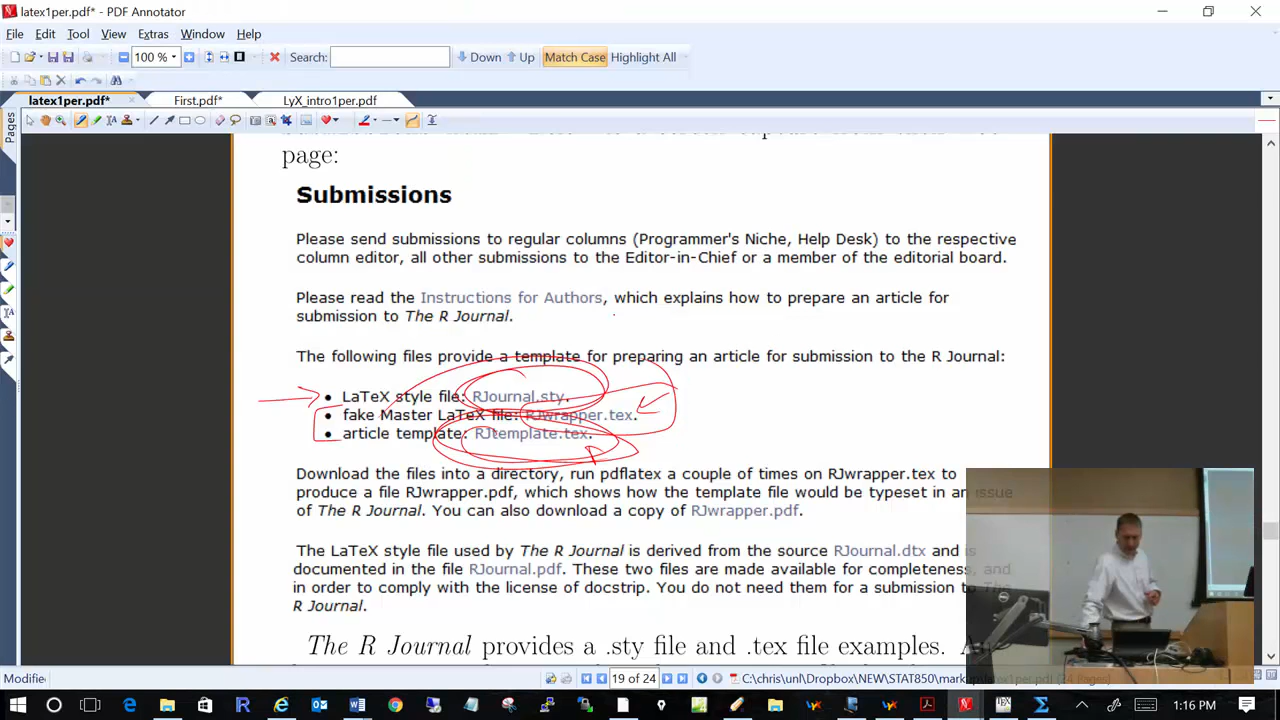 latex1per.pdf* - PDF Annotator
File Edit Tool View Extras Window Help
100 % Search: Down Up Match Case Highlight All
latex1per.pdf* First.pdf* LyX_intro1per.pdf
Pages
page:
Submissions
Please send submissions to regular columns (Programmer's Niche, Help Desk) to the respective
column editor, all other submissions to the Editor-in-Chief or a member of the editorial board.
Please read the Instructions for Authors, which explains how to prepare an article for
submission to The R Journal.
The following files provide a template for preparing an article for submission to the R Journal:
• LaTeX style file: RJournal.sty.
• fake Master LaTeX file: RJwrapper.tex.
• article template: RJtemplate.tex.
Download the files into a directory, run pdflatex a couple of times on RJwrapper.tex to
produce a file RJwrapper.pdf, which shows how the template file would be typeset in an issue
of The R Journal. You can also download a copy of RJwrapper.pdf.
The LaTeX style file used by The R Journal is derived from the source RJournal.dtx and is
documented in the file RJournal.pdf. These two files are made available for completeness, and
in order to comply with the license of docstrip. You do not need them for a submission to The
R Journal.
The R Journal provides a .sty file and .tex file examples.
Modifie 19 of 24 C:\chris\unl\Dropbox\NEW\STAT850\markup\latex1per.pdf (24 Pages)
1:16 PM